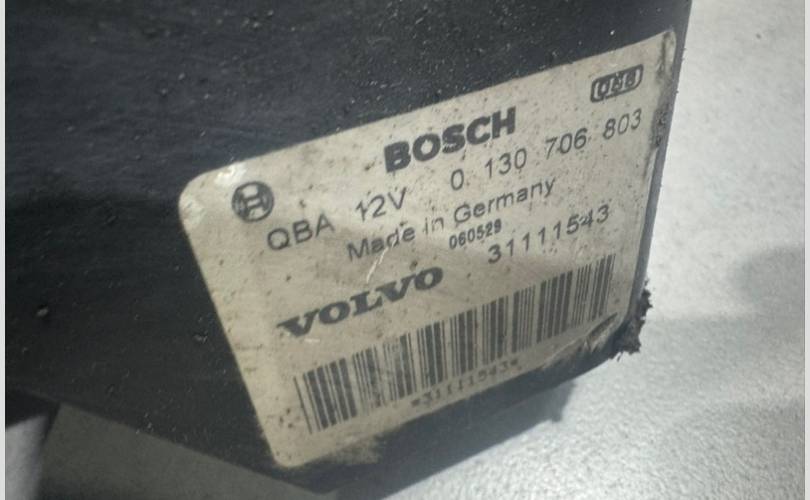 BOSCH
QBA 12V 0 130 706 803
Made in Germany
060529
VOLVO 31111543
*31111543*